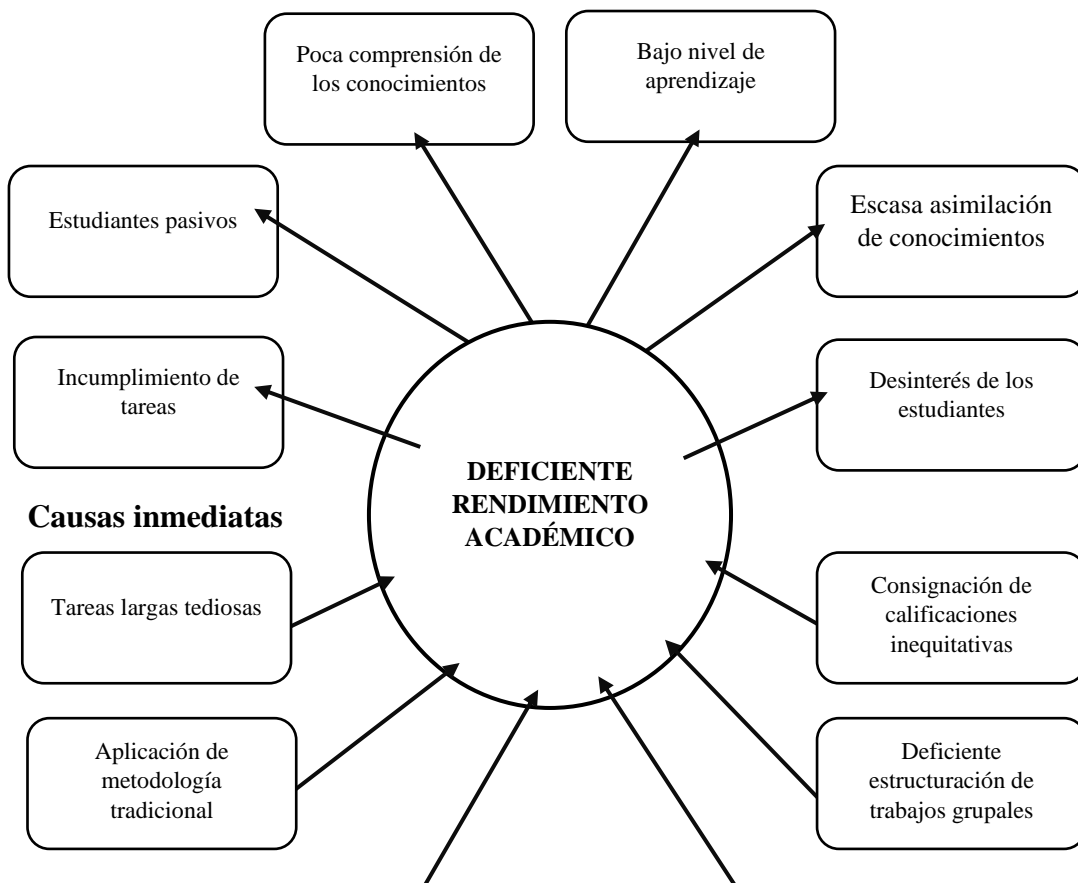 Poca comprensión de
los conocimientos
Bajo nivel de
aprendizaje
Estudiantes pasivos
Escasa asimilación
de conocimientos
Incumplimiento de
tareas
Desinterés de los
estudiantes
DEFICIENTE
RENDIMIENTO
ACADÉMICO
Causas inmediatas
Tareas largas tediosas
Consignación de
calificaciones
inequitativas
Aplicación de
metodología
tradicional
Deficiente
estructuración de
trabajos grupales